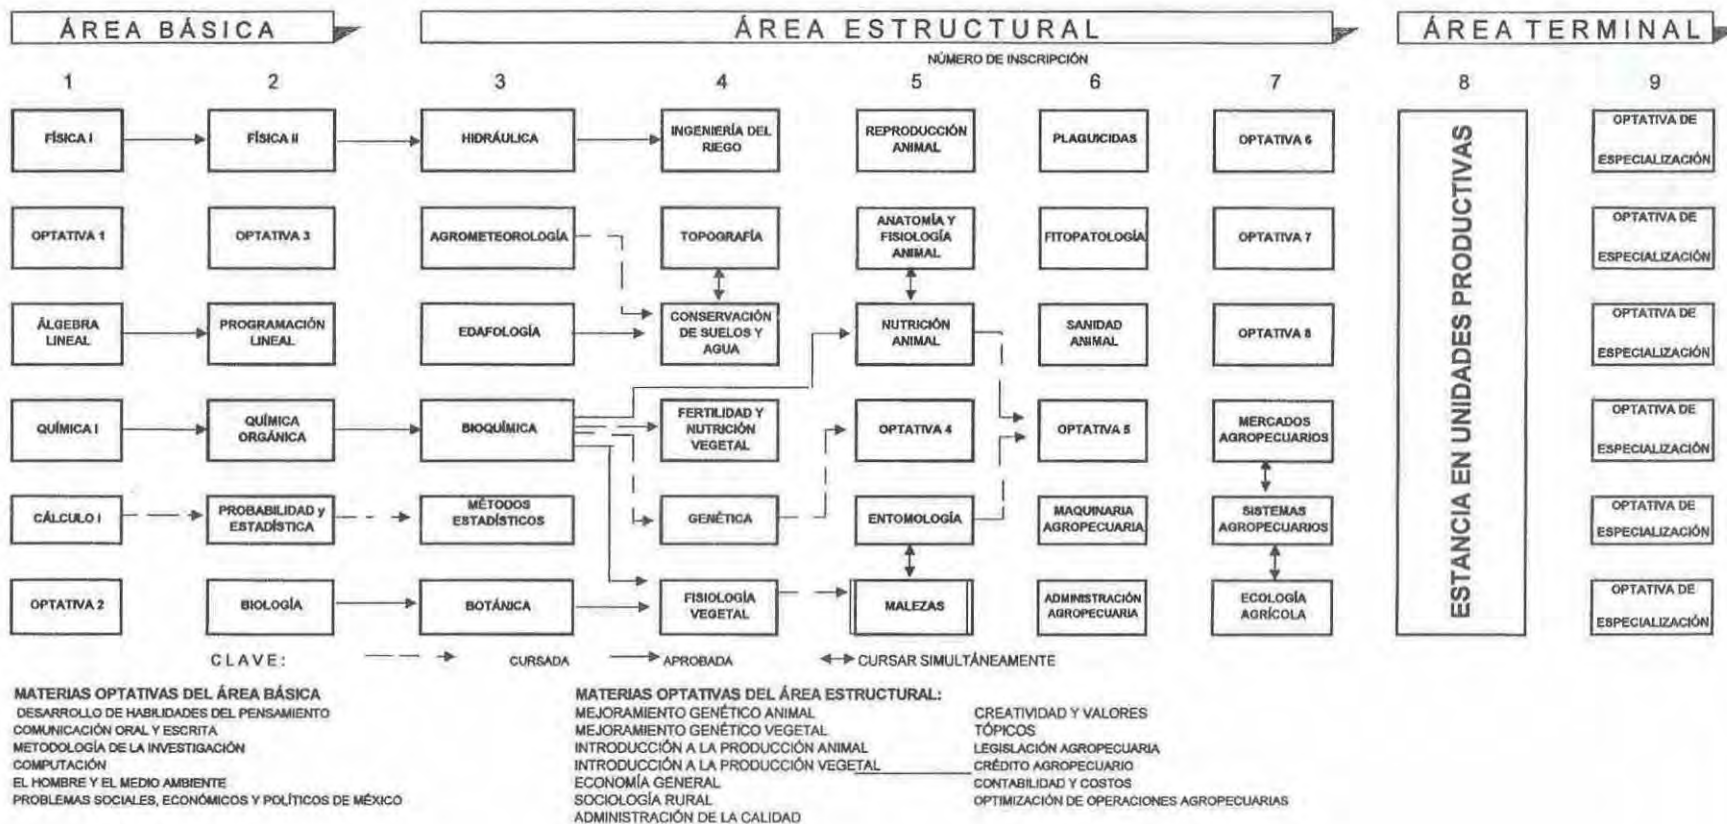 ÁREA BÁSICA
ÁREA ESTRUCTURAL
ÁREA TERMINAL
NÚMERO DE INSCRIPCIÓN
1 2 3 4 5 6 7 8 9
FÍSICA I
FÍSICA II
HIDRÁULICA
INGENIERÍA DEL
RIEGO
REPRODUCCIÓN
ANIMAL
PLAGUICIDAS
OPTATIVA 6
OPTATIVA DE
ESPECIALIZACIÓN
OPTATIVA 1
OPTATIVA 3
AGROMETEOROLOGÍA
TOPOGRAFÍA
ANATOMÍA Y
FISIOLOGÍA
ANIMAL
FITOPATOLOGÍA
OPTATIVA 7
OPTATIVA DE
ESPECIALIZACIÓN
ÁLGEBRA
LINEAL
PROGRAMACIÓN
LINEAL
EDAFOLOGÍA
CONSERVACIÓN
DE SUELOS Y
AGUA
NUTRICIÓN
ANIMAL
SANIDAD
ANIMAL
OPTATIVA 8
OPTATIVA DE
ESPECIALIZACIÓN
QUÍMICA I
QUÍMICA
ORGÁNICA
BIOQUÍMICA
FERTILIDAD Y
NUTRICIÓN
VEGETAL
OPTATIVA 4
OPTATIVA 5
MERCADOS
AGROPECUARIOS
OPTATIVA DE
ESPECIALIZACIÓN
CÁLCULO I
PROBABILIDAD y
ESTADÍSTICA
MÉTODOS
ESTADÍSTICOS
GENÉTICA
ENTOMOLOGÍA
MAQUINARIA
AGROPECUARIA
SISTEMAS
AGROPECUARIOS
OPTATIVA DE
ESPECIALIZACIÓN
OPTATIVA 2
BIOLOGÍA
BOTÁNICA
FISIOLOGÍA
VEGETAL
MALEZAS
ADMINISTRACIÓN
AGROPECUARIA
ECOLOGÍA
AGRÍCOLA
OPTATIVA DE
ESPECIALIZACIÓN
ESTANCIA EN UNIDADES PRODUCTIVAS
CLAVE: CURSADA APROBADA CURSAR SIMULTÁNEAMENTE
MATERIAS OPTATIVAS DEL ÁREA BÁSICA
DESARROLLO DE HABILIDADES DEL PENSAMIENTO
COMUNICACIÓN ORAL Y ESCRITA
METODOLOGÍA DE LA INVESTIGACIÓN
COMPUTACIÓN
EL HOMBRE Y EL MEDIO AMBIENTE
PROBLEMAS SOCIALES, ECONÓMICOS Y POLÍTICOS DE MÉXICO
MATERIAS OPTATIVAS DEL ÁREA ESTRUCTURAL:
MEJORAMIENTO GENÉTICO ANIMAL
MEJORAMIENTO GENÉTICO VEGETAL
INTRODUCCIÓN A LA PRODUCCIÓN ANIMAL
INTRODUCCIÓN A LA PRODUCCIÓN VEGETAL
ECONOMÍA GENERAL
SOCIOLOGÍA RURAL
ADMINISTRACIÓN DE LA CALIDAD
CREATIVIDAD Y VALORES
TÓPICOS
LEGISLACIÓN AGROPECUARIA
CRÉDITO AGROPECUARIO
CONTABILIDAD Y COSTOS
OPTIMIZACIÓN DE OPERACIONES AGROPECUARIAS